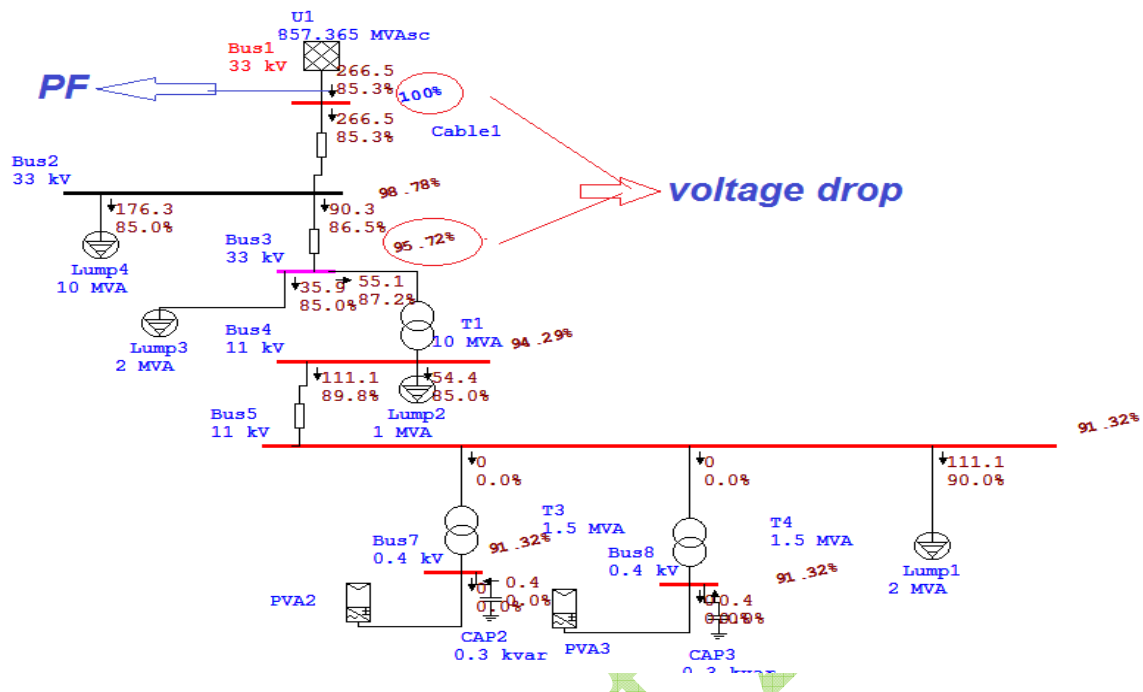 U1
857.365 MVAsc
Bus1
33 kV
266.5
85.3%
PF
100%
266.5
85.3%
Cable1
Bus2
33 kV
98.78%
voltage drop
176.3
85.0%
90.3
86.5%
Bus3
33 kV
95.72%
Lump4
10 MVA
35.9
85.0%
55.1
87.2%
Lump3
2 MVA
Bus4
11 kV
T1
10 MVA
94.29%
111.1
89.8%
54.4
85.0%
Lump2
1 MVA
Bus5
11 kV
91.32%
0
0.0%
0
0.0%
111.1
90.0%
T3
1.5 MVA
T4
1.5 MVA
Bus7
0.4 kV
91.32%
Bus8
0.4 kV
91.32%
Lump1
2 MVA
PVA2
0.4
CAP2
0.3 kvar
PVA3
CAP3
0.3 kvar